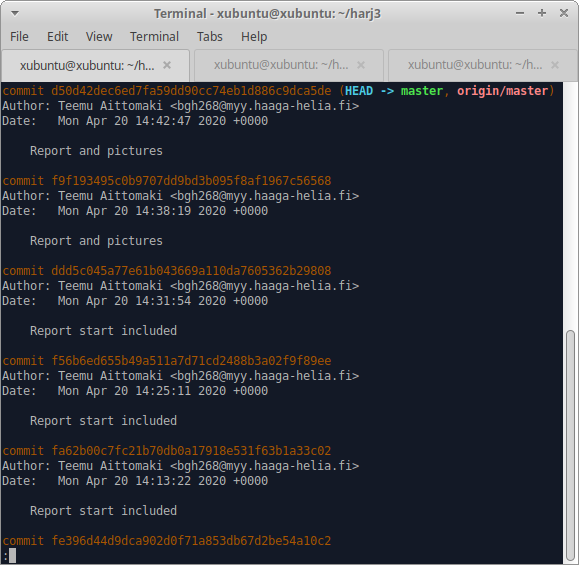 Terminal - xubuntu@xubuntu: ~/harj3
File Edit View Terminal Tabs Help
xubuntu@xubuntu: ~/h... xubuntu@xubuntu: ~/h... xubuntu@xubuntu: ~/h...
commit d50d42dec6ed7fa59dd90cc74eb1d886c9dca5de (HEAD -> master, origin/master)
Author: Teemu Aittomaki <bgh268@myy.haaga-helia.fi>
Date:   Mon Apr 20 14:42:47 2020 +0000
    Report and pictures
commit f9f193495c0b9707dd9bd3b095f8af1967c56568
Author: Teemu Aittomaki <bgh268@myy.haaga-helia.fi>
Date:   Mon Apr 20 14:38:19 2020 +0000
    Report and pictures
commit ddd5c045a77e61b043669a110da7605362b29808
Author: Teemu Aittomaki <bgh268@myy.haaga-helia.fi>
Date:   Mon Apr 20 14:31:54 2020 +0000
    Report start included
commit f56b6ed655b49a511a7d71cd2488b3a02f9f89ee
Author: Teemu Aittomaki <bgh268@myy.haaga-helia.fi>
Date:   Mon Apr 20 14:25:11 2020 +0000
    Report start included
commit fa62b00c7fc21b70db0a17918e531f63b1a33c02
Author: Teemu Aittomaki <bgh268@myy.haaga-helia.fi>
Date:   Mon Apr 20 14:13:22 2020 +0000
    Report start included
commit fe396d44d9dca902d0f71a853db67d2be54a10c2
: